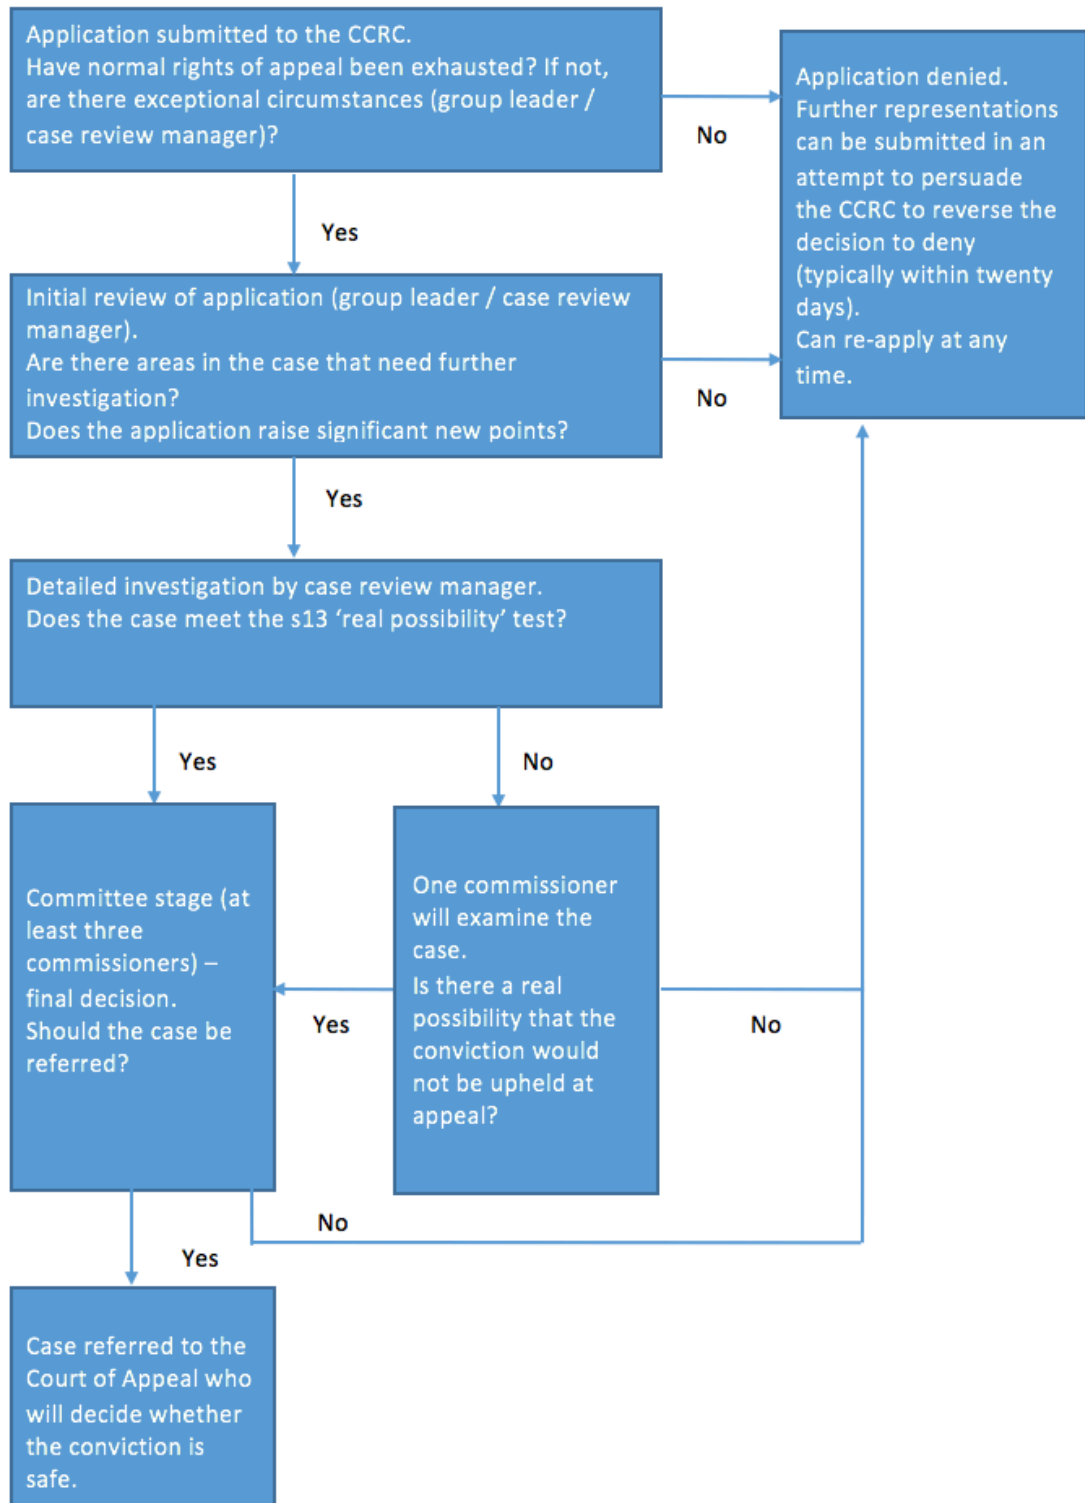 Application submitted to the CCRC.
Have normal rights of appeal been exhausted? If not,
are there exceptional circumstances (group leader /
case review manager)?
No
Application denied.
Further representations
can be submitted in an
attempt to persuade
the CCRC to reverse the
decision to deny
(typically within twenty
days).
Can re-apply at any
time.
Yes
Initial review of application (group leader / case review
manager).
Are there areas in the case that need further
investigation?
Does the application raise significant new points?
No
Yes
Detailed investigation by case review manager.
Does the case meet the s13 ‘real possibility’ test?
Yes
No
Committee stage (at
least three
commissioners) –
final decision.
Should the case be
referred?
Yes
One commissioner
will examine the
case.
Is there a real
possibility that the
conviction would
not be upheld at
appeal?
No
No
Yes
Case referred to the
Court of Appeal who
will decide whether
the conviction is
safe.